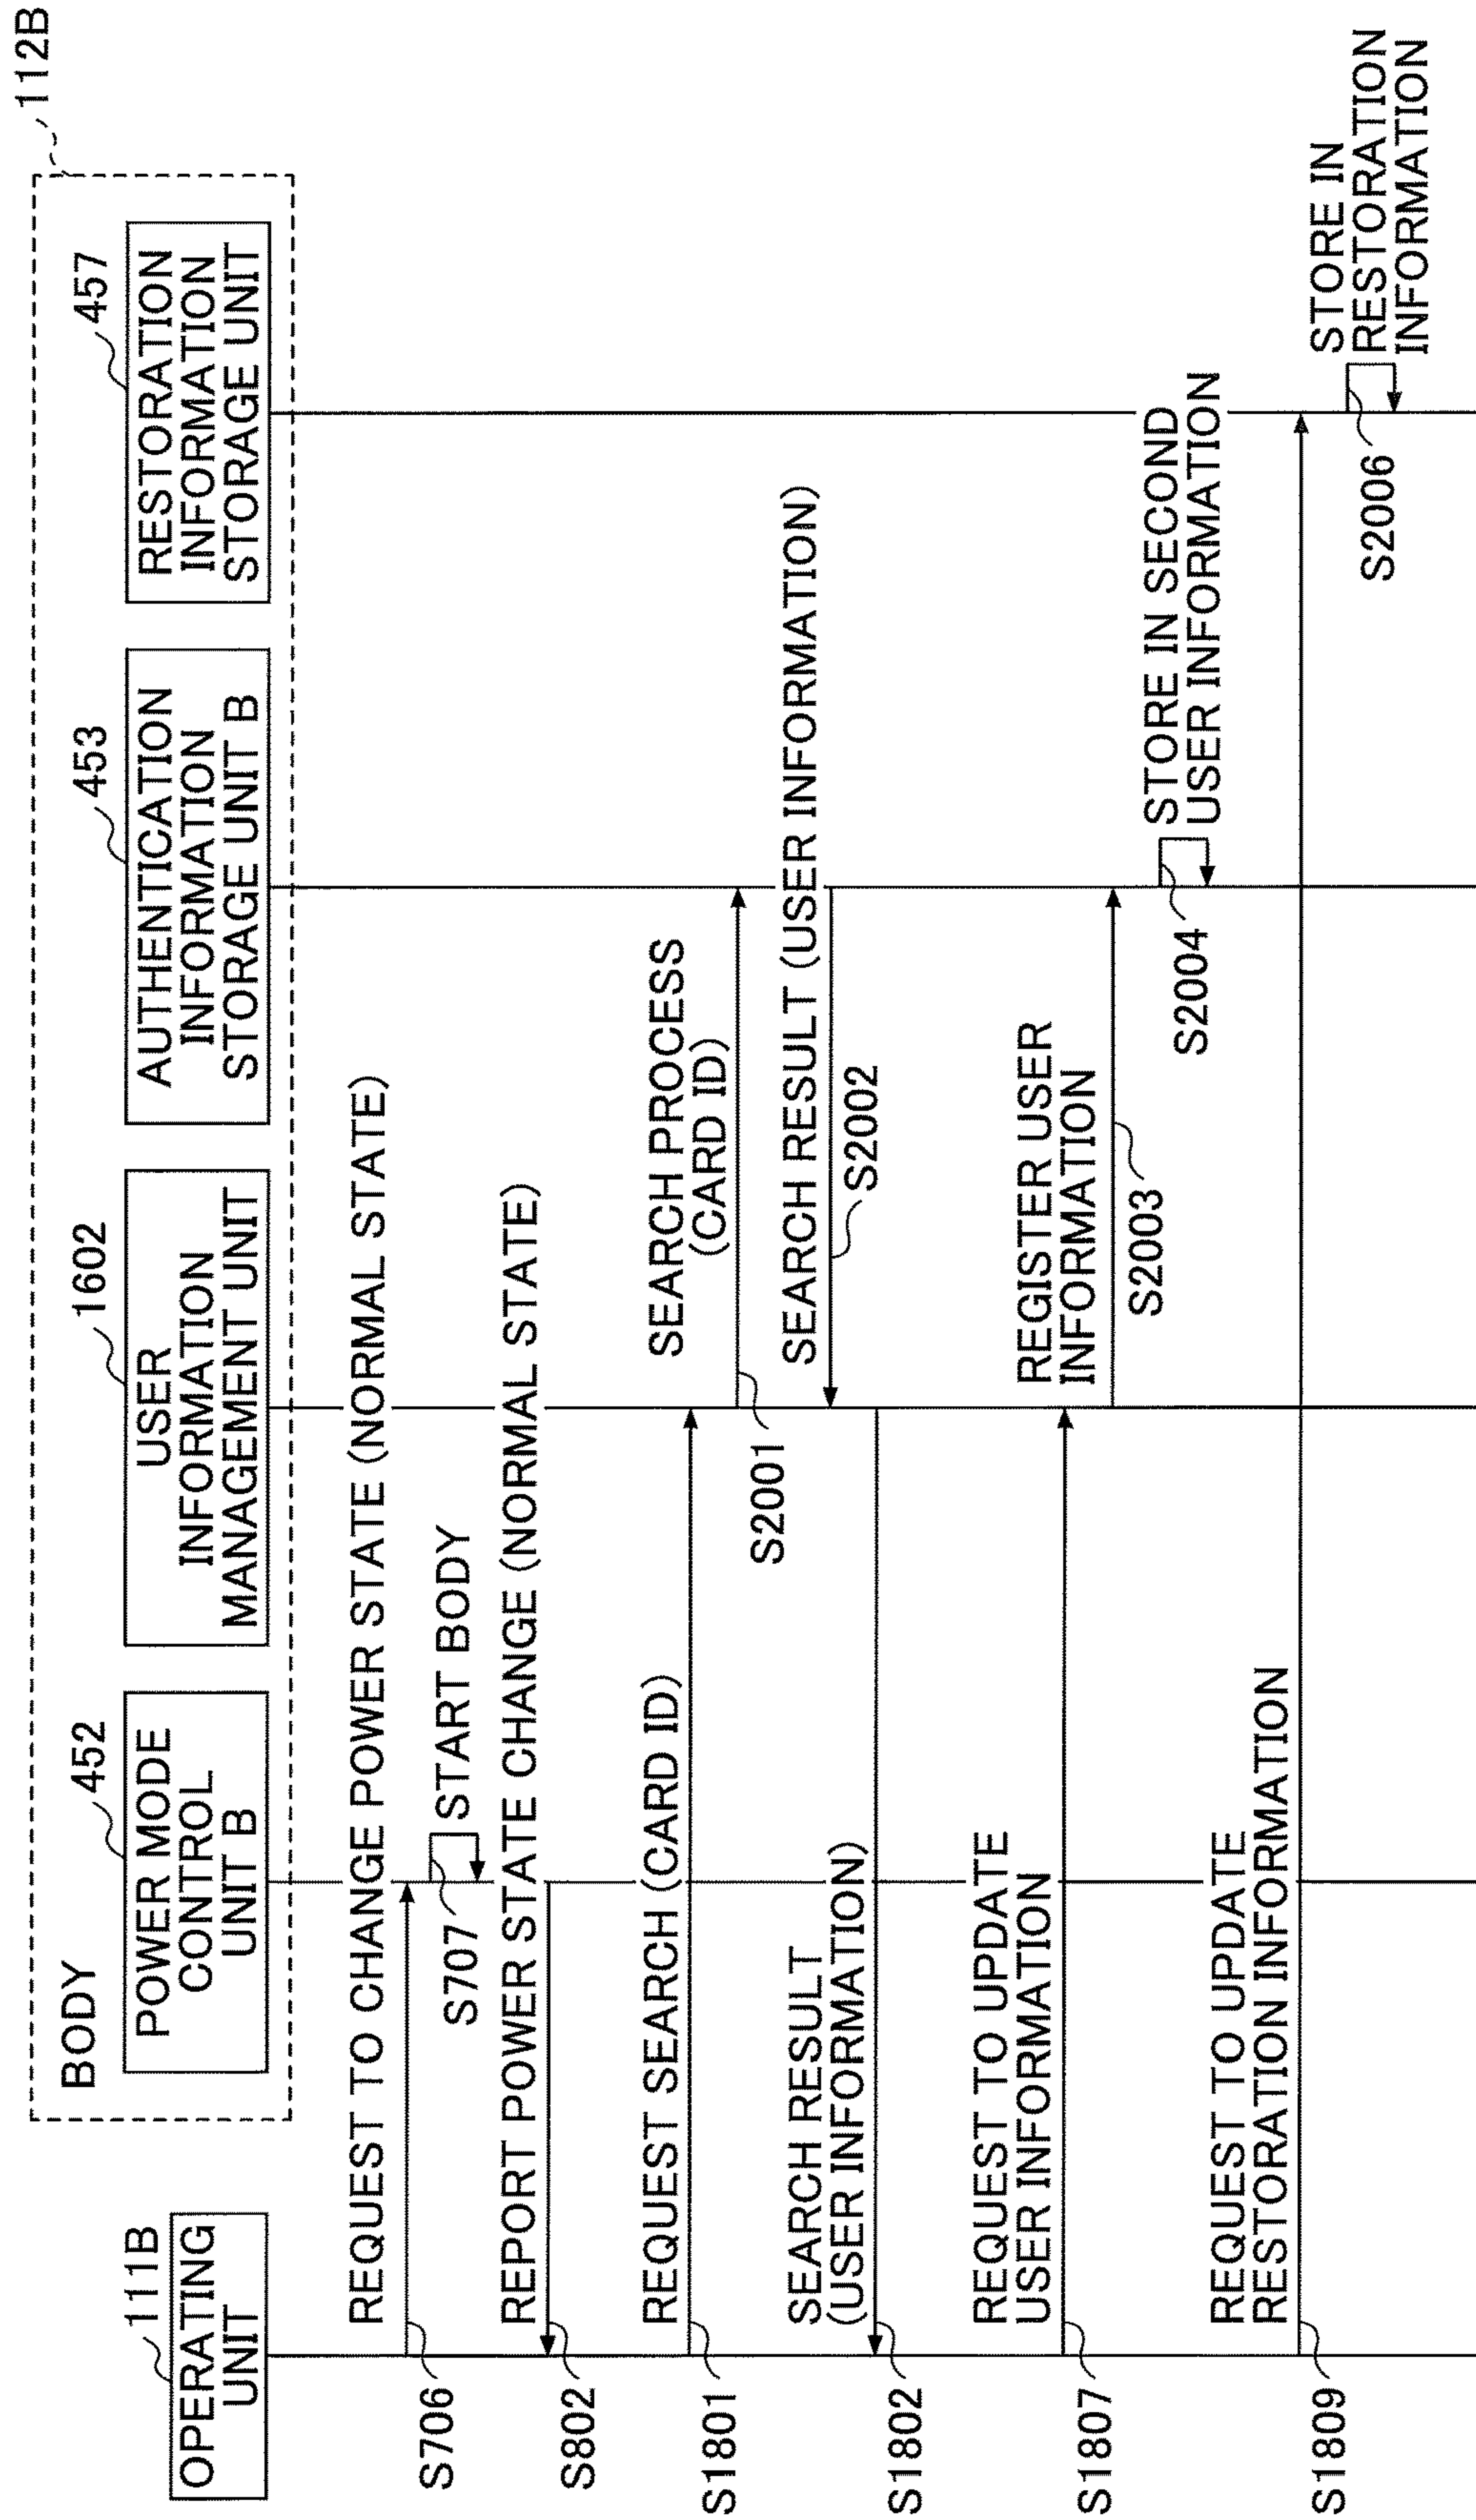 112B
BODY
111B
OPERATING
UNIT
452
POWER MODE
CONTROL
UNIT B
1602
USER
INFORMATION
MANAGEMENT UNIT
453
AUTHENTICATION
INFORMATION
STORAGE UNIT B
457
RESTORATION
INFORMATION
STORAGE UNIT
REQUEST TO CHANGE POWER STATE (NORMAL STATE)
S706
START BODY
S707
REPORT POWER STATE CHANGE (NORMAL STATE)
S802
REQUEST SEARCH (CARD ID)
S1801
SEARCH PROCESS
(CARD ID)
S2001
SEARCH RESULT (USER INFORMATION)
S2002
SEARCH RESULT
(USER INFORMATION)
S1802
REQUEST TO UPDATE
USER INFORMATION
S1807
REGISTER USER
INFORMATION
S2003
STORE IN SECOND
USER INFORMATION
S2004
REQUEST TO UPDATE
RESTORATION INFORMATION
S1809
STORE IN
RESTORATION
INFORMATION
S2006